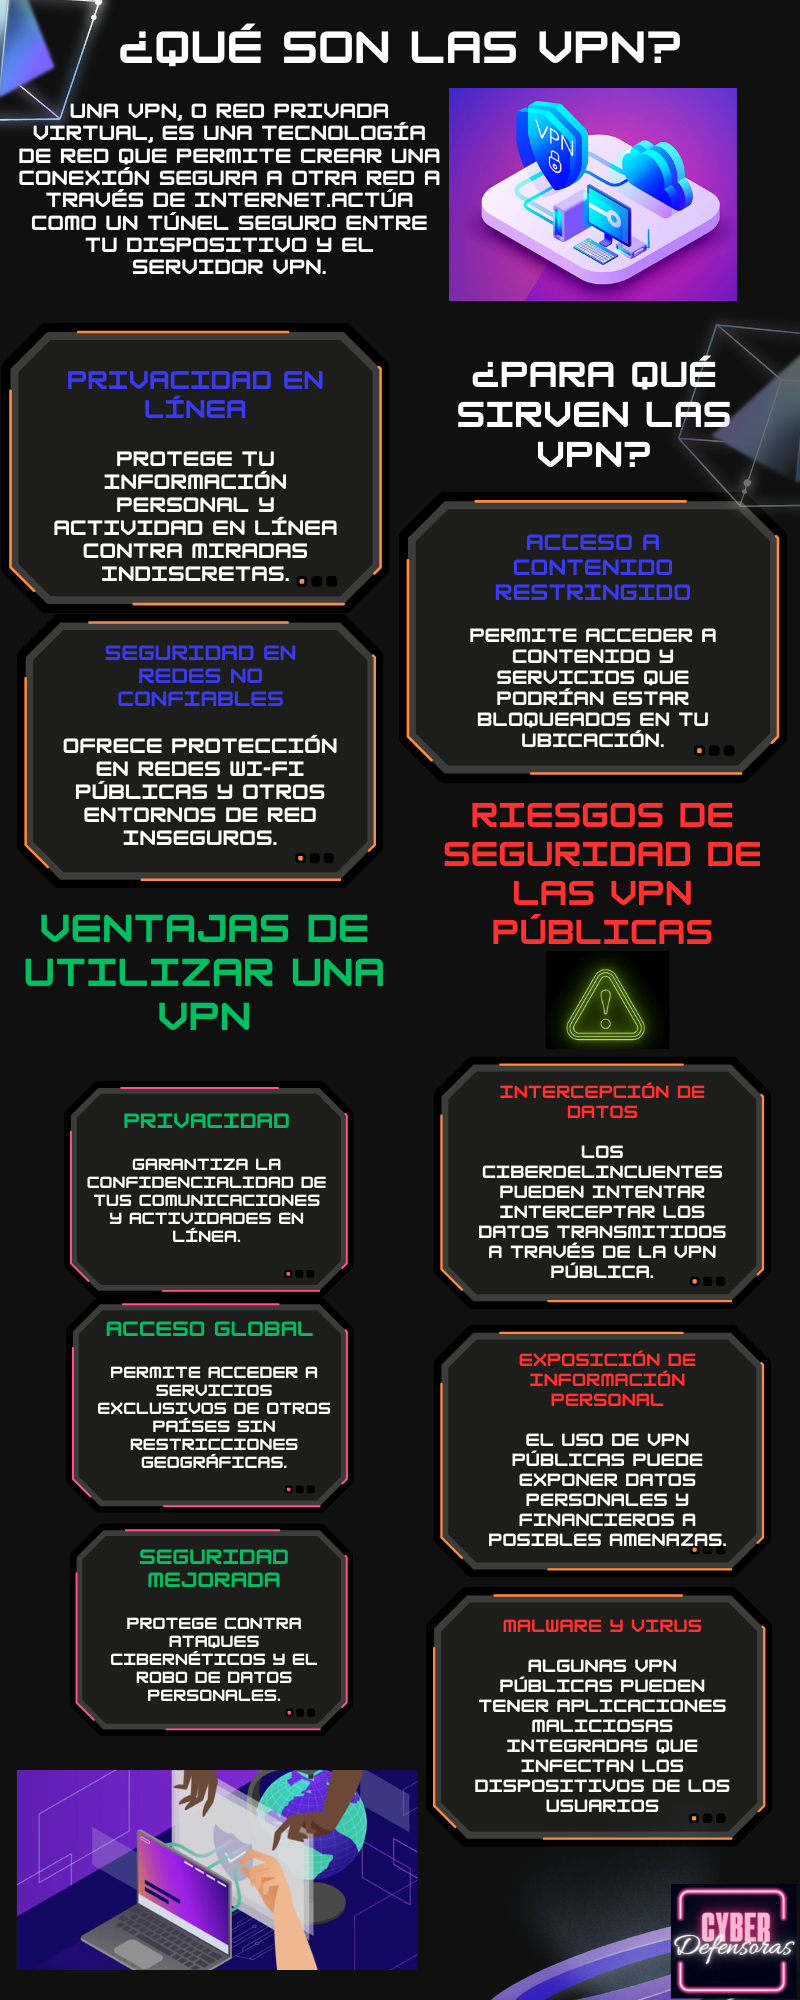 ¿QUÉ SON LAS VPN?
UNA VPN, O RED PRIVADA
VIRTUAL, ES UNA TECNOLOGÍA
DE RED QUE PERMITE CREAR UNA
CONEXIÓN SEGURA A OTRA RED A
TRAVÉS DE INTERNET.ACTÚA
COMO UN TÚNEL SEGURO ENTRE
TU DISPOSITIVO Y EL
SERVIDOR VPN.
VPN
PRIVACIDAD EN
LÍNEA
PROTEGE TU
INFORMACIÓN
PERSONAL Y
ACTIVIDAD EN LÍNEA
CONTRA MIRADAS
INDISCRETAS.
SEGURIDAD EN
REDES NO
CONFIABLES
OFRECE PROTECCIÓN
EN REDES WI-FI
PÚBLICAS Y OTROS
ENTORNOS DE RED
INSEGUROS.
¿PARA QUÉ
SIRVEN LAS
VPN?
ACCESO A
CONTENIDO
RESTRINGIDO
PERMITE ACCEDER A
CONTENIDO Y
SERVICIOS QUE
PODRÍAN ESTAR
BLOQUEADOS EN TU
UBICACIÓN.
VENTAJAS DE
UTILIZAR UNA
VPN
PRIVACIDAD
GARANTIZA LA
CONFIDENCIALIDAD DE
TUS COMUNICACIONES
Y ACTIVIDADES EN
LÍNEA.
ACCESO GLOBAL
PERMITE ACCEDER A
SERVICIOS
EXCLUSIVOS DE OTROS
PAÍSES SIN
RESTRICCIONES
GEOGRÁFICAS.
SEGURIDAD
MEJORADA
PROTEGE CONTRA
ATAQUES
CIBERNÉTICOS Y EL
ROBO DE DATOS
PERSONALES.
RIESGOS DE
SEGURIDAD DE
LAS VPN
PÚBLICAS
INTERCEPCIÓN DE
DATOS
LOS
CIBERDELINCUENTES
PUEDEN INTENTAR
INTERCEPTAR LOS
DATOS TRANSMITIDOS
A TRAVÉS DE LA VPN
PÚBLICA.
EXPOSICIÓN DE
INFORMACIÓN
PERSONAL
EL USO DE VPN
PÚBLICAS PUEDE
EXPONER DATOS
PERSONALES Y
FINANCIEROS A
POSIBLES AMENAZAS.
MALWARE Y VIRUS
ALGUNAS VPN
PÚBLICAS PUEDEN
TENER APLICACIONES
MALICIOSAS
INTEGRADAS QUE
INFECTAN LOS
DISPOSITIVOS DE LOS
USUARIOS
CYBER
Defensoras